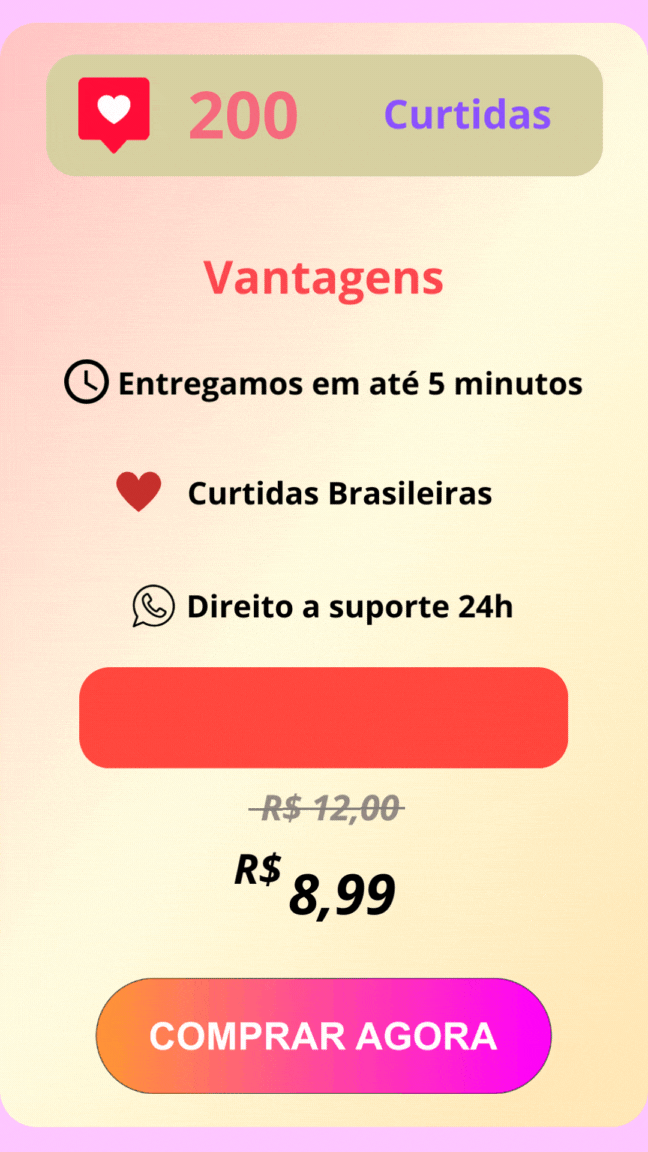 200 Curtidas
Vantagens
Entregamos em até 5 minutos
Curtidas Brasileiras
Direito a suporte 24h
R$ 12,00
R$ 8,99
COMPRAR AGORA